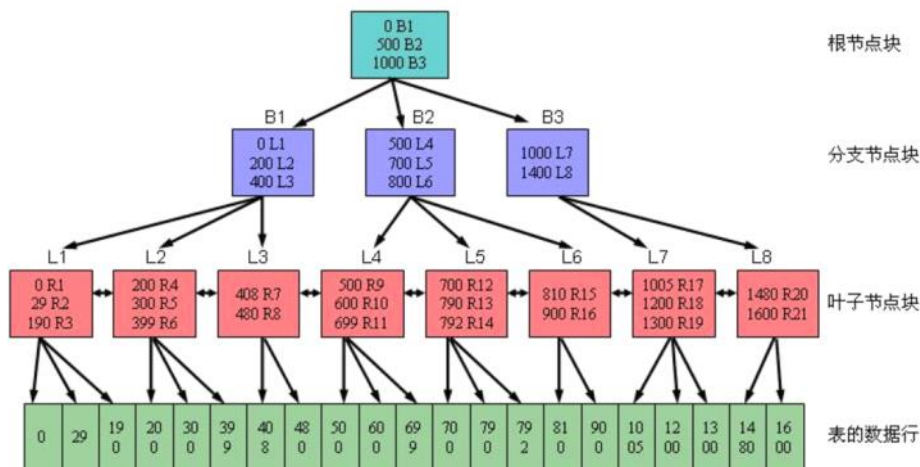 0 B1
500 B2
1000 B3
根节点块
B1
B2
B3
0 L1
200 L2
400 L3
500 L4
700 L5
800 L6
1000 L7
1400 L8
分支节点块
L1
L2
L3
L4
L5
L6
L7
L8
0 R1
29 R2
190 R3
200 R4
300 R5
399 R6
408 R7
480 R8
500 R9
600 R10
699 R11
700 R12
790 R13
792 R14
810 R15
900 R16
1005 R17
1200 R18
1300 R19
1480 R20
1600 R21
叶子节点块
0
29
19
0
20
0
30
0
39
9
40
8
48
0
50
0
60
0
69
9
70
0
79
0
79
2
81
0
90
0
10
05
12
00
13
00
14
80
16
00
表的数据行